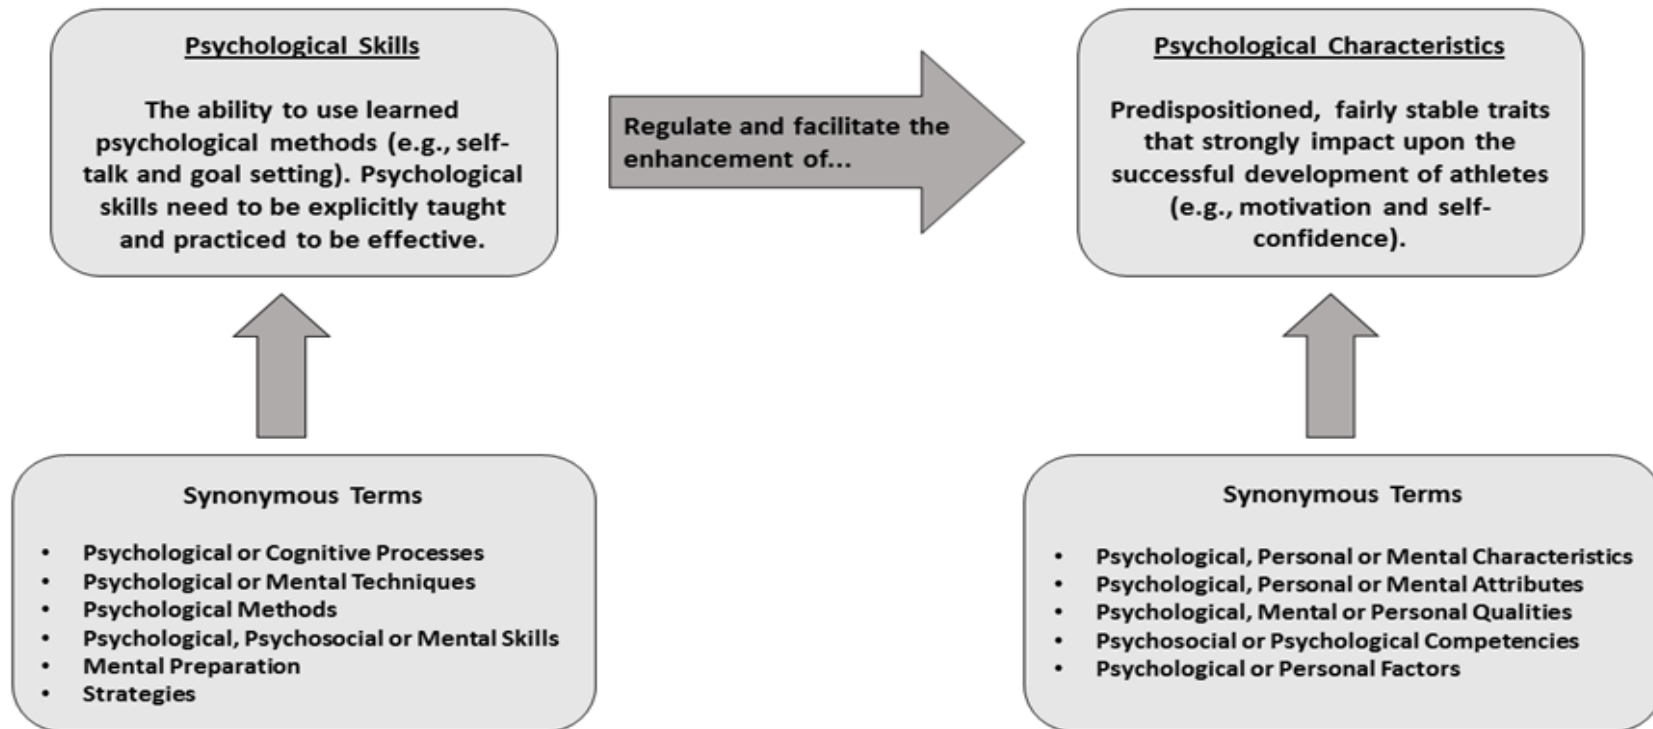 Psychological Skills
The ability to use learned
psychological methods (e.g., self-
talk and goal setting). Psychological
skills need to be explicitly taught
and practiced to be effective.
Regulate and facilitate the
enhancement of...
Psychological Characteristics
Predispositioned, fairly stable traits
that strongly impact upon the
successful development of athletes
(e.g., motivation and self-
confidence).
Synonymous Terms
• Psychological or Cognitive Processes
• Psychological or Mental Techniques
• Psychological Methods
• Psychological, Psychosocial or Mental Skills
• Mental Preparation
• Strategies
Synonymous Terms
• Psychological, Personal or Mental Characteristics
• Psychological, Personal or Mental Attributes
• Psychological, Mental or Personal Qualities
• Psychosocial or Psychological Competencies
• Psychological or Personal Factors